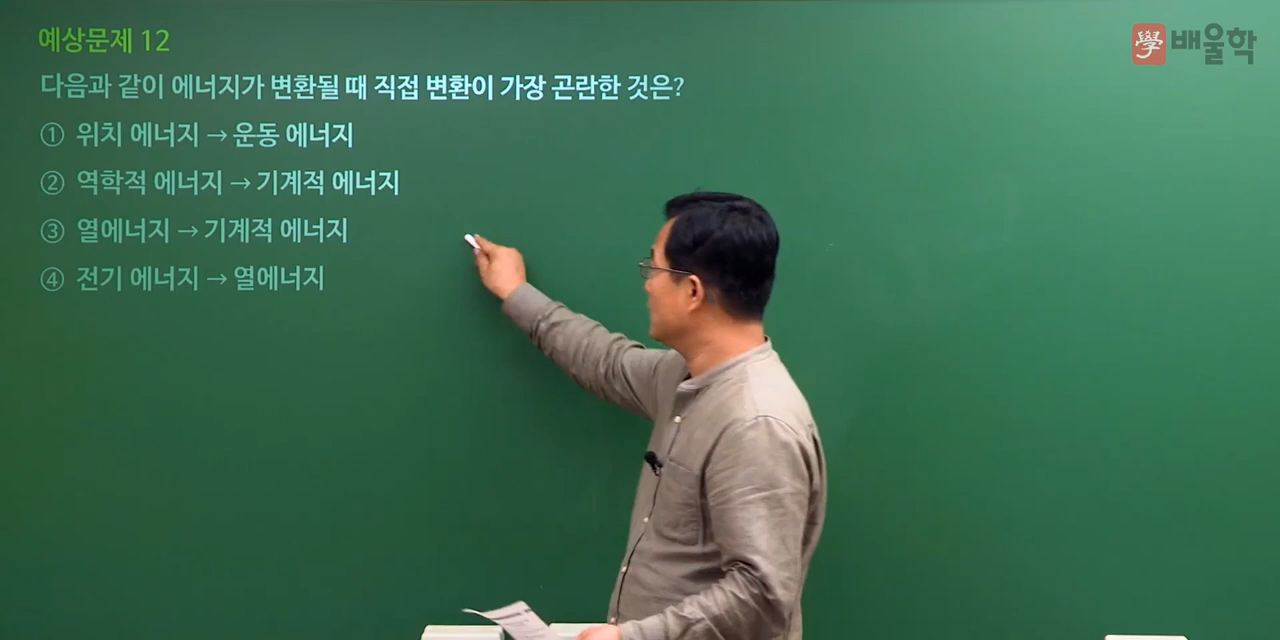 예상문제 12
學 배울학
다음과 같이 에너지가 변환될 때 직접 변환이 가장 곤란한 것은?
① 위치 에너지 → 운동 에너지
② 역학적 에너지 → 기계적 에너지
③ 열에너지 → 기계적 에너지
④ 전기 에너지 → 열에너지